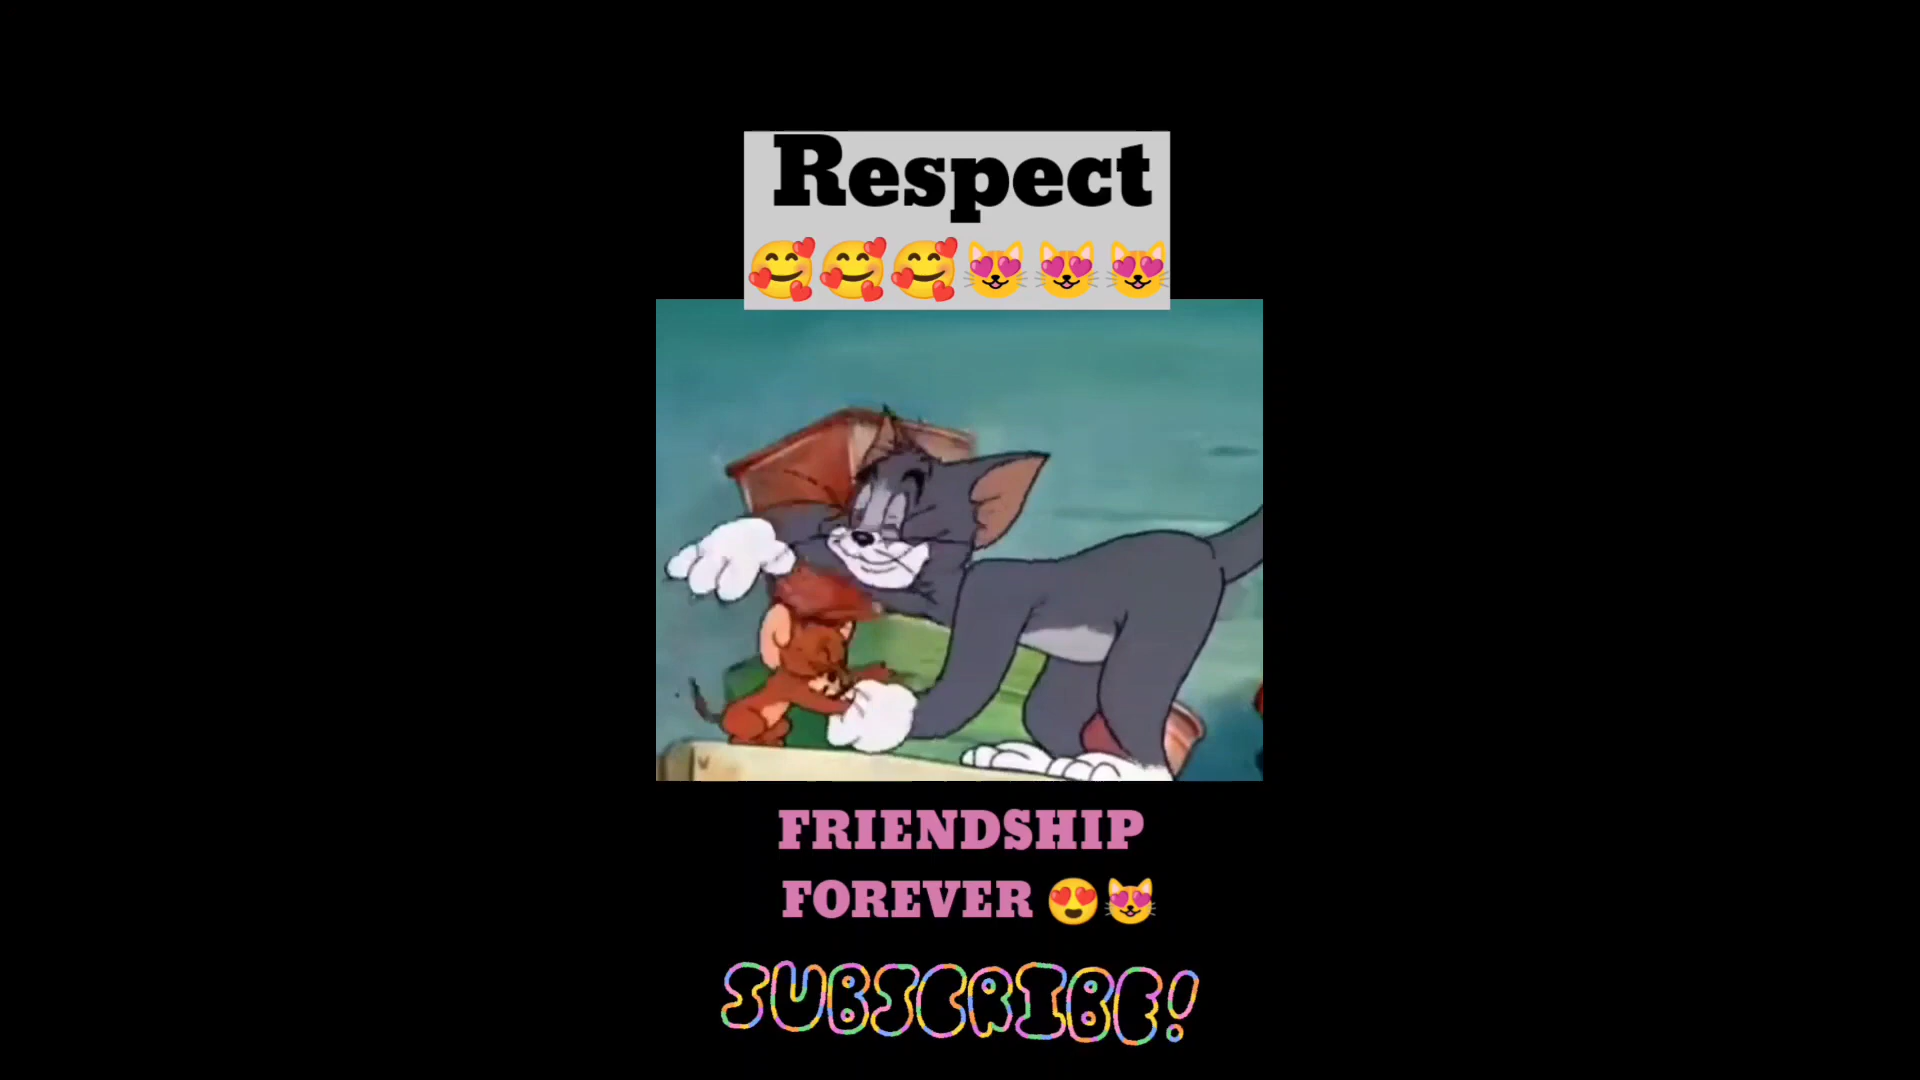 Respect
🥰🥰🥰😻😻😻
FRIENDSHIP
FOREVER 😍😻
SUBSCRIBE!